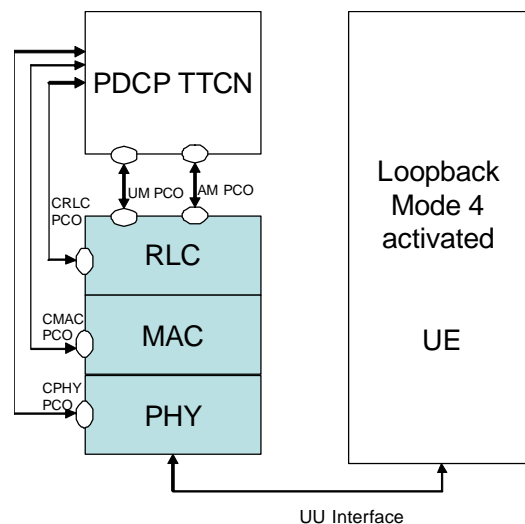 PDCP TTCN
UM PCO
AM PCO
CRLC
PCO
RLC
CMAC
PCO
MAC
CPHY
PCO
PHY
Loopback
Mode 4
activated
UE
UU Interface